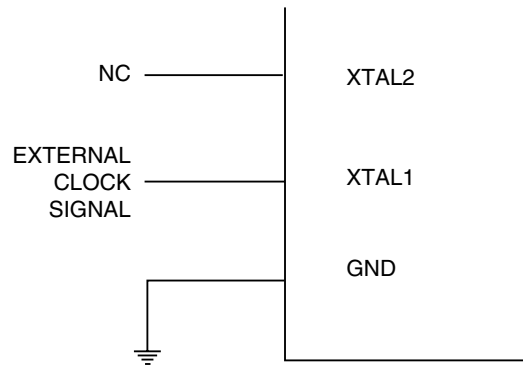 NC
XTAL2
EXTERNAL
CLOCK
SIGNAL
XTAL1
GND